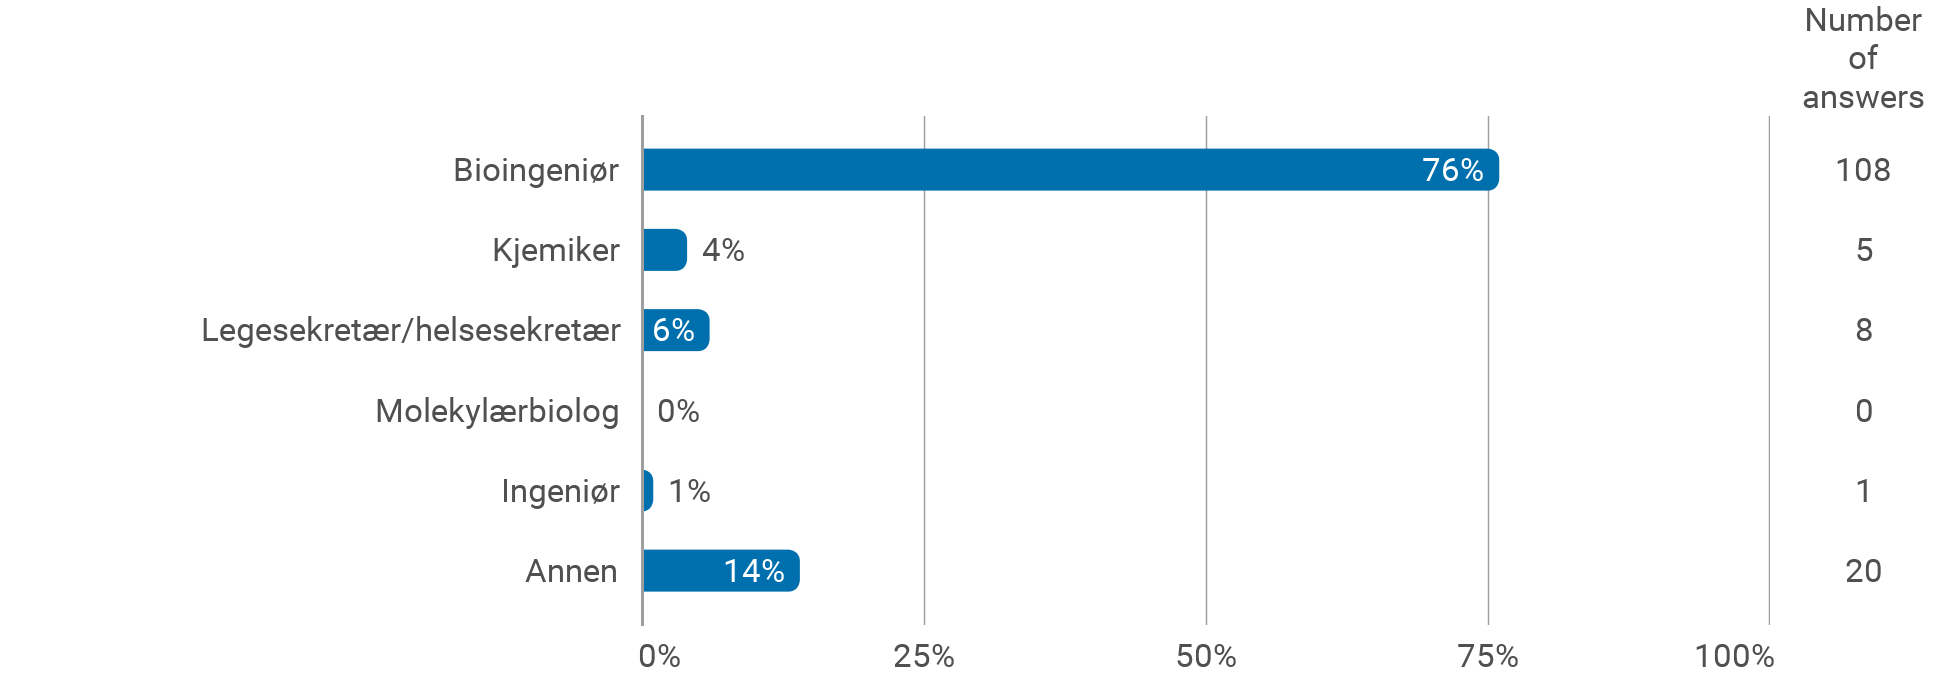 Number
of
answers
Bioingeniør 76% 108
Kjemiker 4% 5
Legesekretær/helsesekretær 6% 8
Molekylærbiolog 0% 0
Ingeniør 1% 1
Annen 14% 20
0% 25% 50% 75% 100%